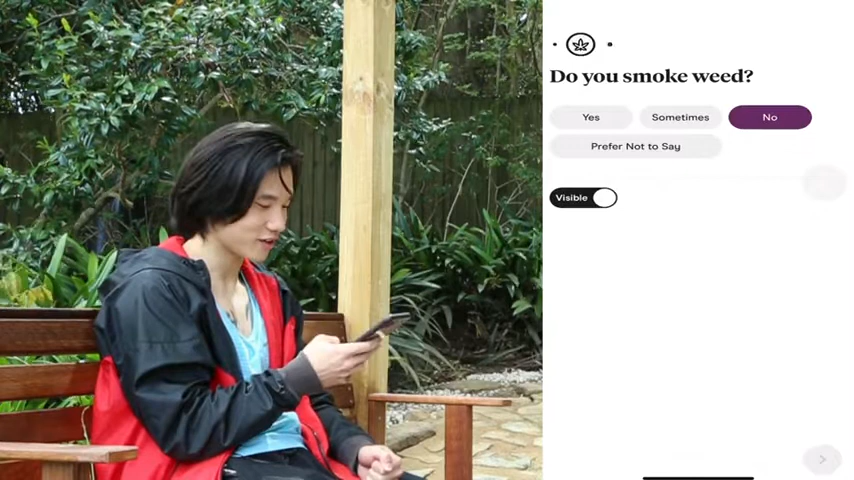 Do you smoke weed?
Yes
Sometimes
No
Prefer Not to Say
Visible